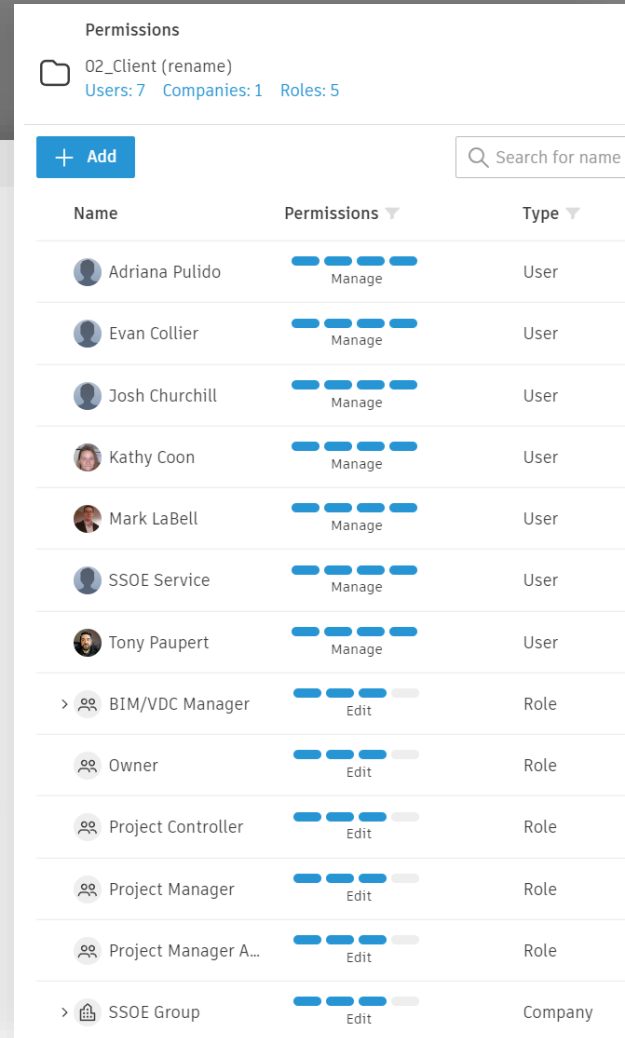 Permissions
02_Client (rename)
Users: 7 Companies: 1 Roles: 5
+ Add
Search for name
Name Permissions Type
Adriana Pulido Manage User
Evan Collier Manage User
Josh Churchill Manage User
Kathy Coon Manage User
Mark LaBell Manage User
SSOE Service Manage User
Tony Paupert Manage User
BIM/VDC Manager Edit Role
Owner Edit Role
Project Controller Edit Role
Project Manager Edit Role
Project Manager A... Edit Role
SSOE Group Edit Company